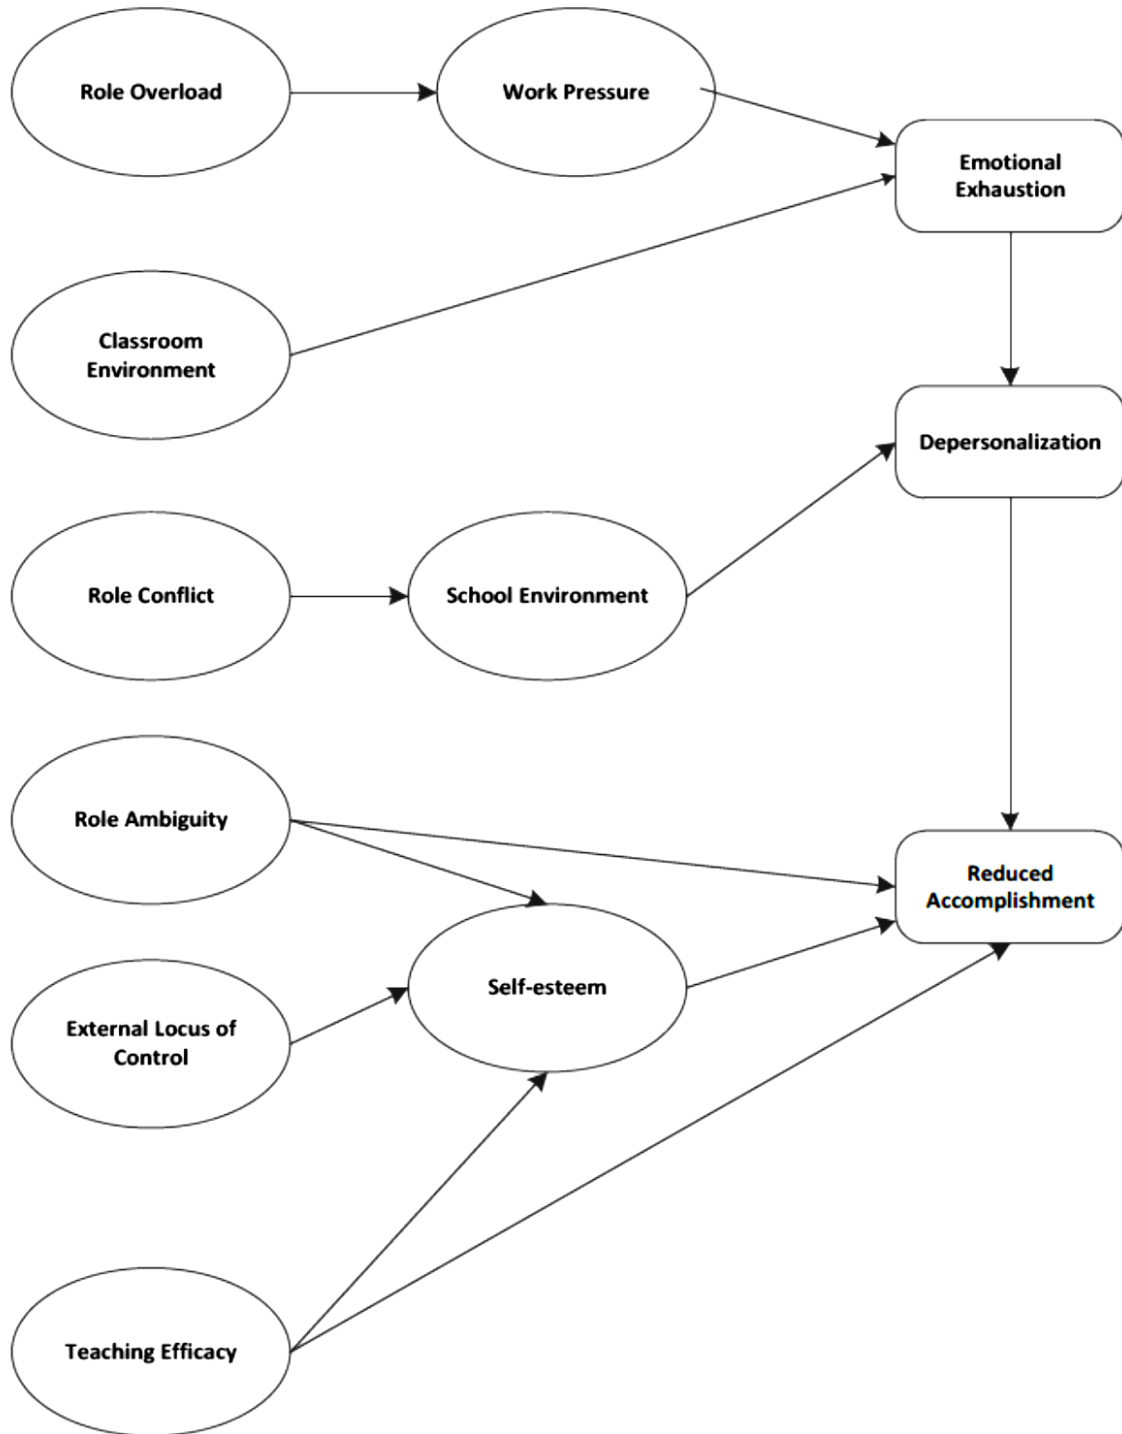 Role Overload
Work Pressure
Emotional
Exhaustion
Classroom
Environment
Depersonalization
Role Conflict
School Environment
Role Ambiguity
Reduced
Accomplishment
Self-esteem
External Locus of
Control
Teaching Efficacy